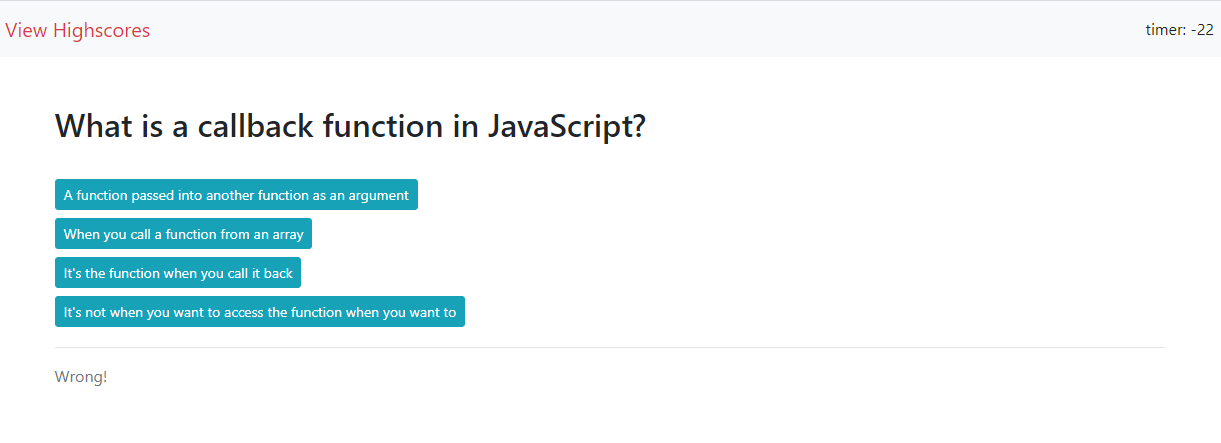 View Highscores
timer: -22
What is a callback function in JavaScript?
A function passed into another function as an argument
When you call a function from an array
It's the function when you call it back
It's not when you want to access the function when you want to
Wrong!